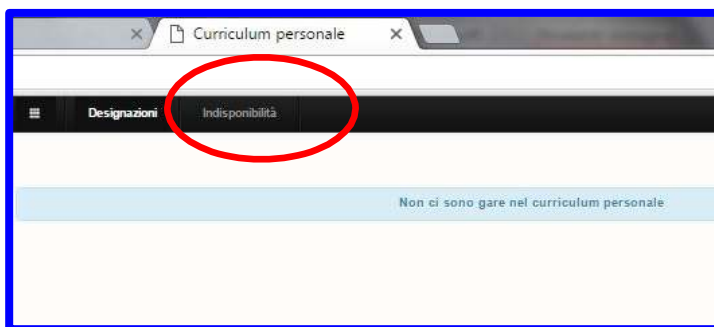 Curriculum personale
Designazioni Indisponibilità
Non ci sono gare nel curriculum personale